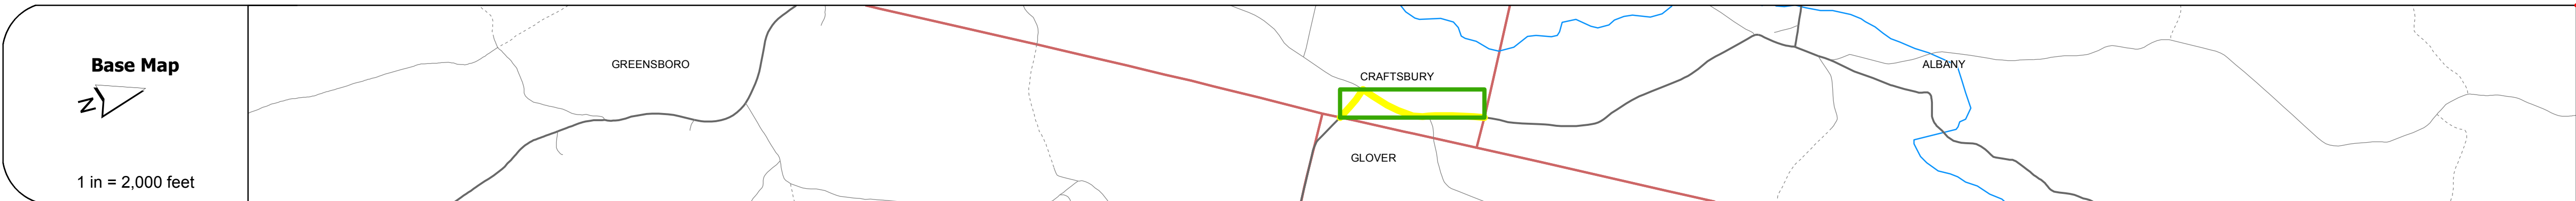 Base Map
N
1 in = 2,000 feet
GREENSBORO
CRAFTSBURY
GLOVER
ALBANY